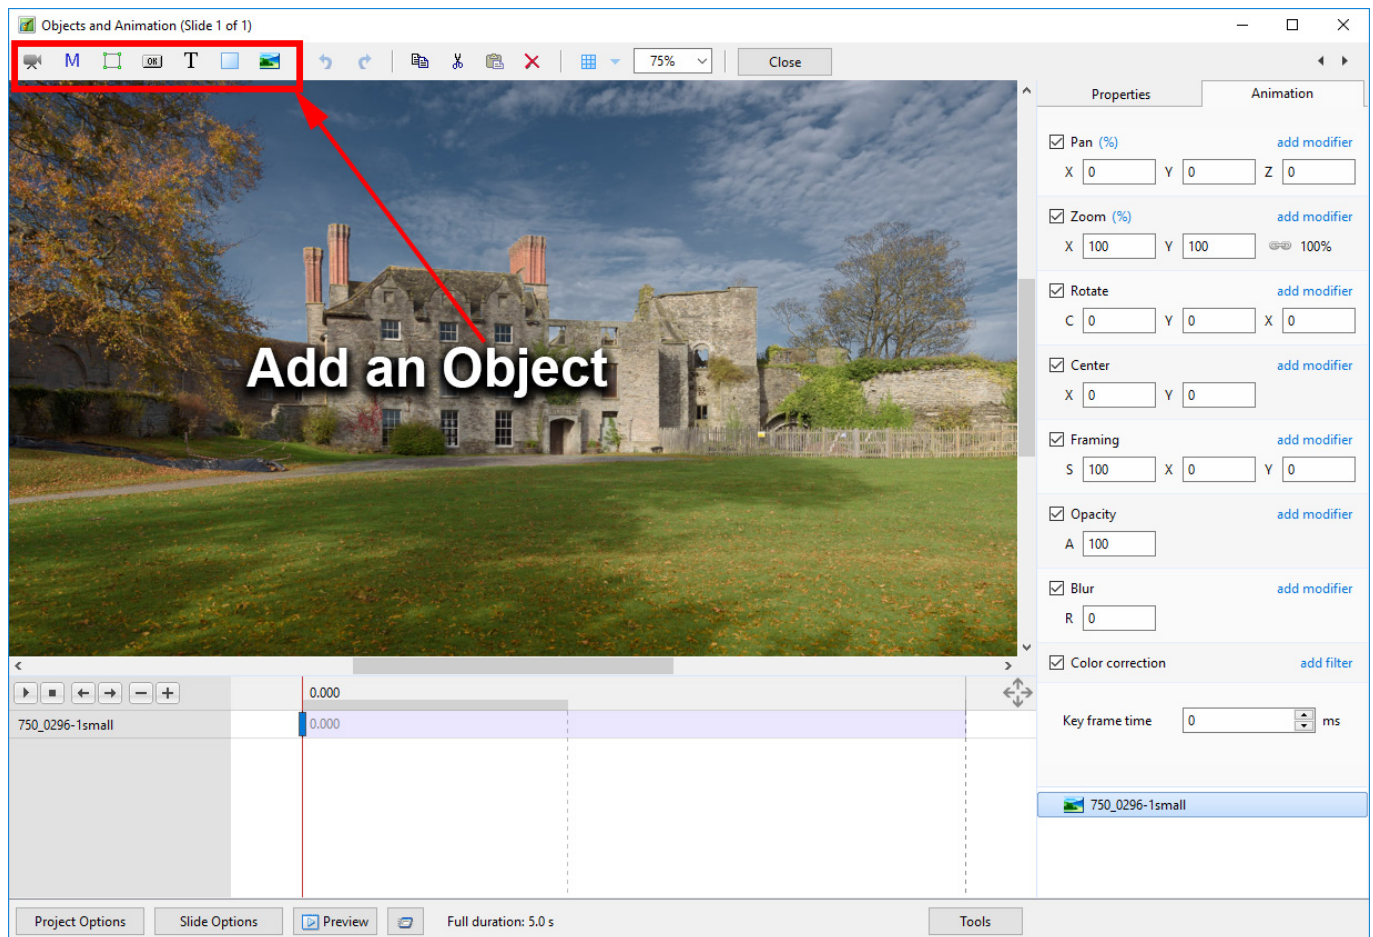 Objects and Animation (Slide 1 of 1)
M OK T 75% Close
Properties Animation
Pan (%) add modifier
X 0 Y 0 Z 0
Zoom (%) add modifier
X 100 Y 100 100%
Rotate add modifier
C 0 Y 0 X 0
Center add modifier
X 0 Y 0
Framing add modifier
S 100 X 0 Y 0
Opacity add modifier
A 100
Blur add modifier
R 0
Color correction add filter
Key frame time 0 ms
750_0296-1small
Add an Object
0.000
750_0296-1small 0.000
Project Options Slide Options Preview Full duration: 5.0 s Tools